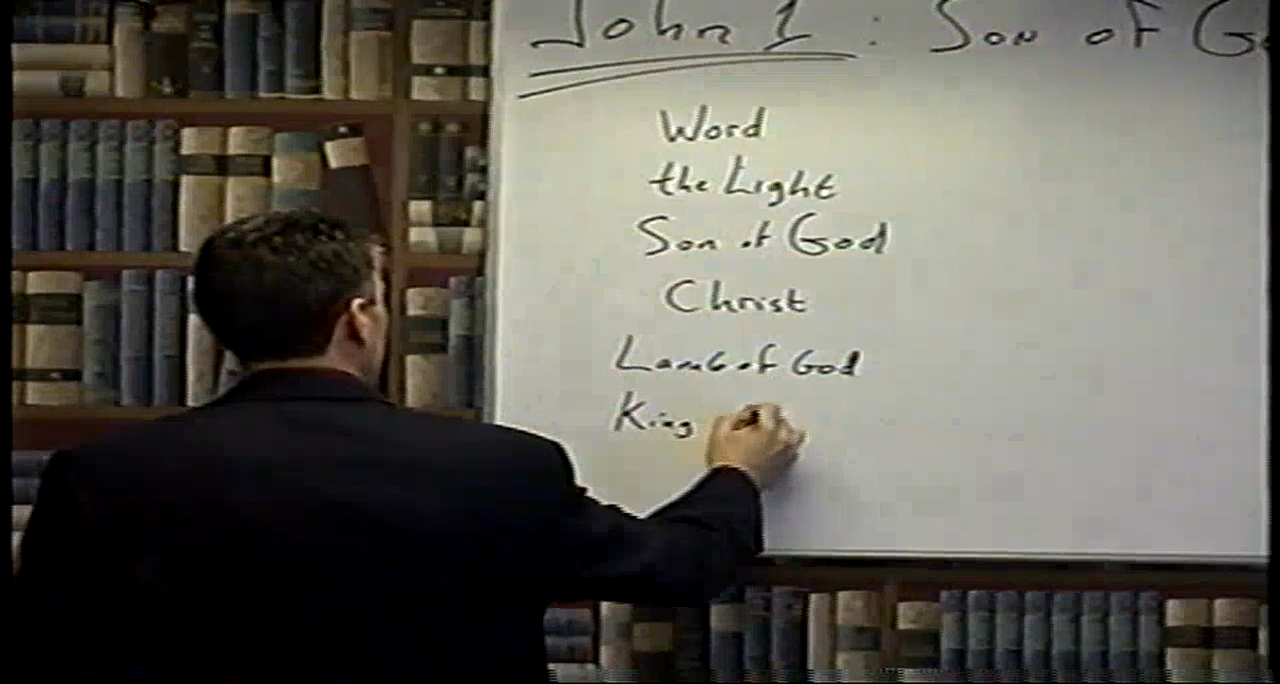 John 1: Son of G
Word
the Light
Son of God
Christ
Lamb of God
King